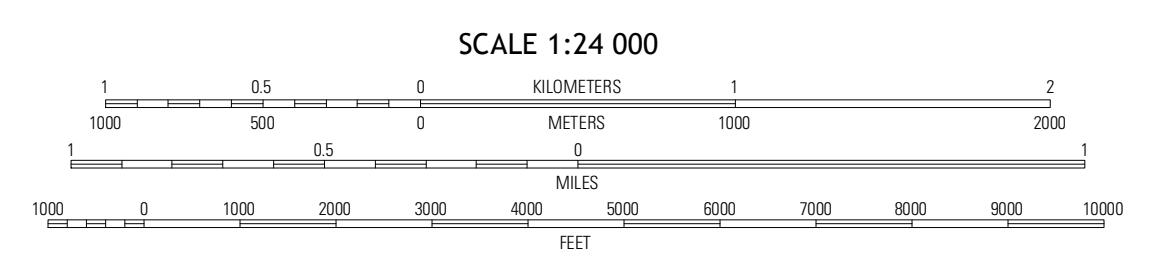 SCALE 1:24 000
1 0.5 0 KILOMETERS 1 2
1000 500 0 METERS 1000 2000
1 0.5 0 1
MILES
1000 0 1000 2000 3000 4000 5000 6000 7000 8000 9000 10000
FEET